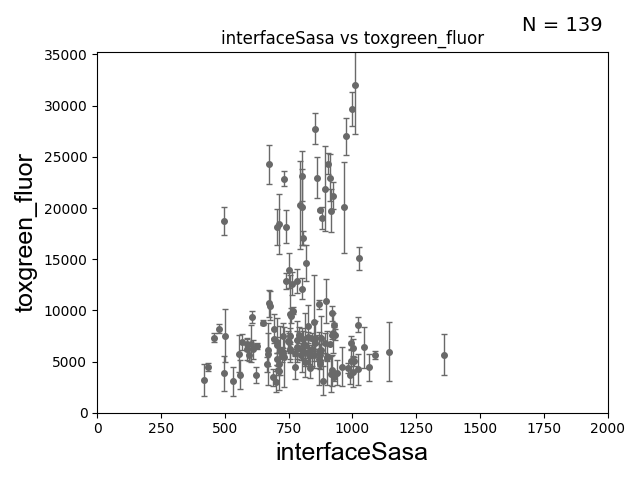 N = 139
interfaceSasa vs toxgreen_fluor
35000
30000
25000
20000
15000
10000
5000
0
toxgreen_fluor
0 250 500 750 1000 1250 1500 1750 2000
interfaceSasa